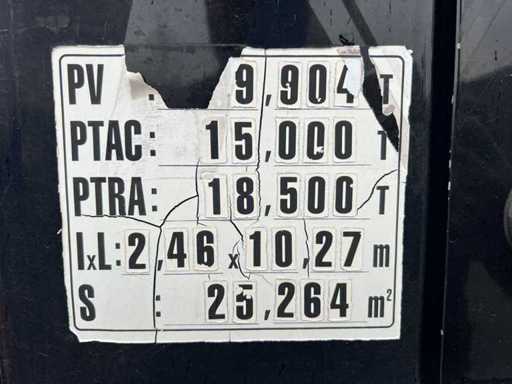 PV : 9,904 T
PTAC: 15,000 T
PTRA: 18,500 T
IxL: 2,46 x 10,27 m
S : 25,264 m²